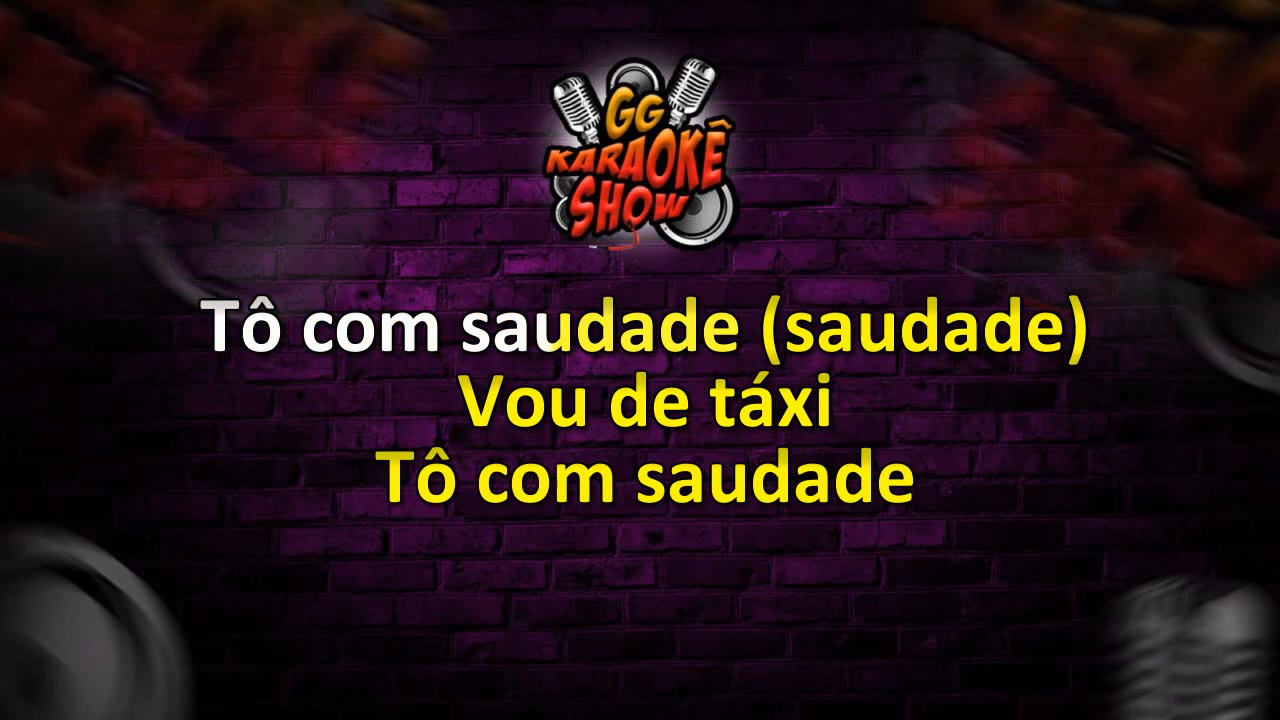 GG
KARAOKÊ
SHOW
Tô com saudade (saudade)
Vou de táxi
Tô com saudade